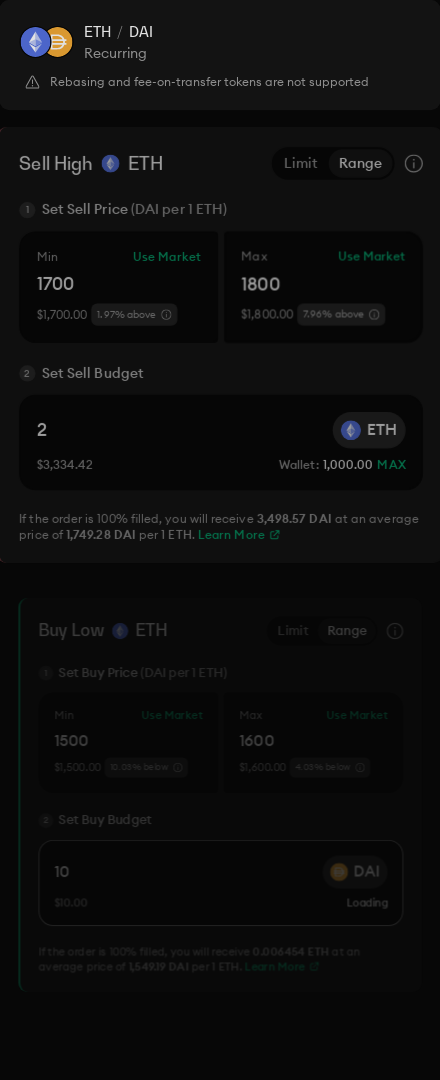 ETH / DAI
Recurring
Rebasing and fee-on-transfer tokens are not supported
Sell High ETH Limit Range
1 Set Sell Price (DAI per 1 ETH)
Min Use Market Max Use Market
1700 1800
$1,700.00 1.97% above $1,800.00 7.96% above
2 Set Sell Budget
2 ETH
$3,334.42 Wallet: 1,000.00 MAX
If the order is 100% filled, you will receive 3,498.57 DAI at an average
price of 1,749.28 DAI per 1 ETH. Learn More
Buy Low ETH Limit Range
1 Set Buy Price (DAI per 1 ETH)
Min Use Market Max Use Market
1500 1600
$1,500.00 10.03% below $1,600.00 4.03% below
2 Set Buy Budget
10 DAI
$10.00 Loading
If the order is 100% filled, you will receive 0.006454 ETH at an
average price of 1,549.19 DAI per 1 ETH. Learn More